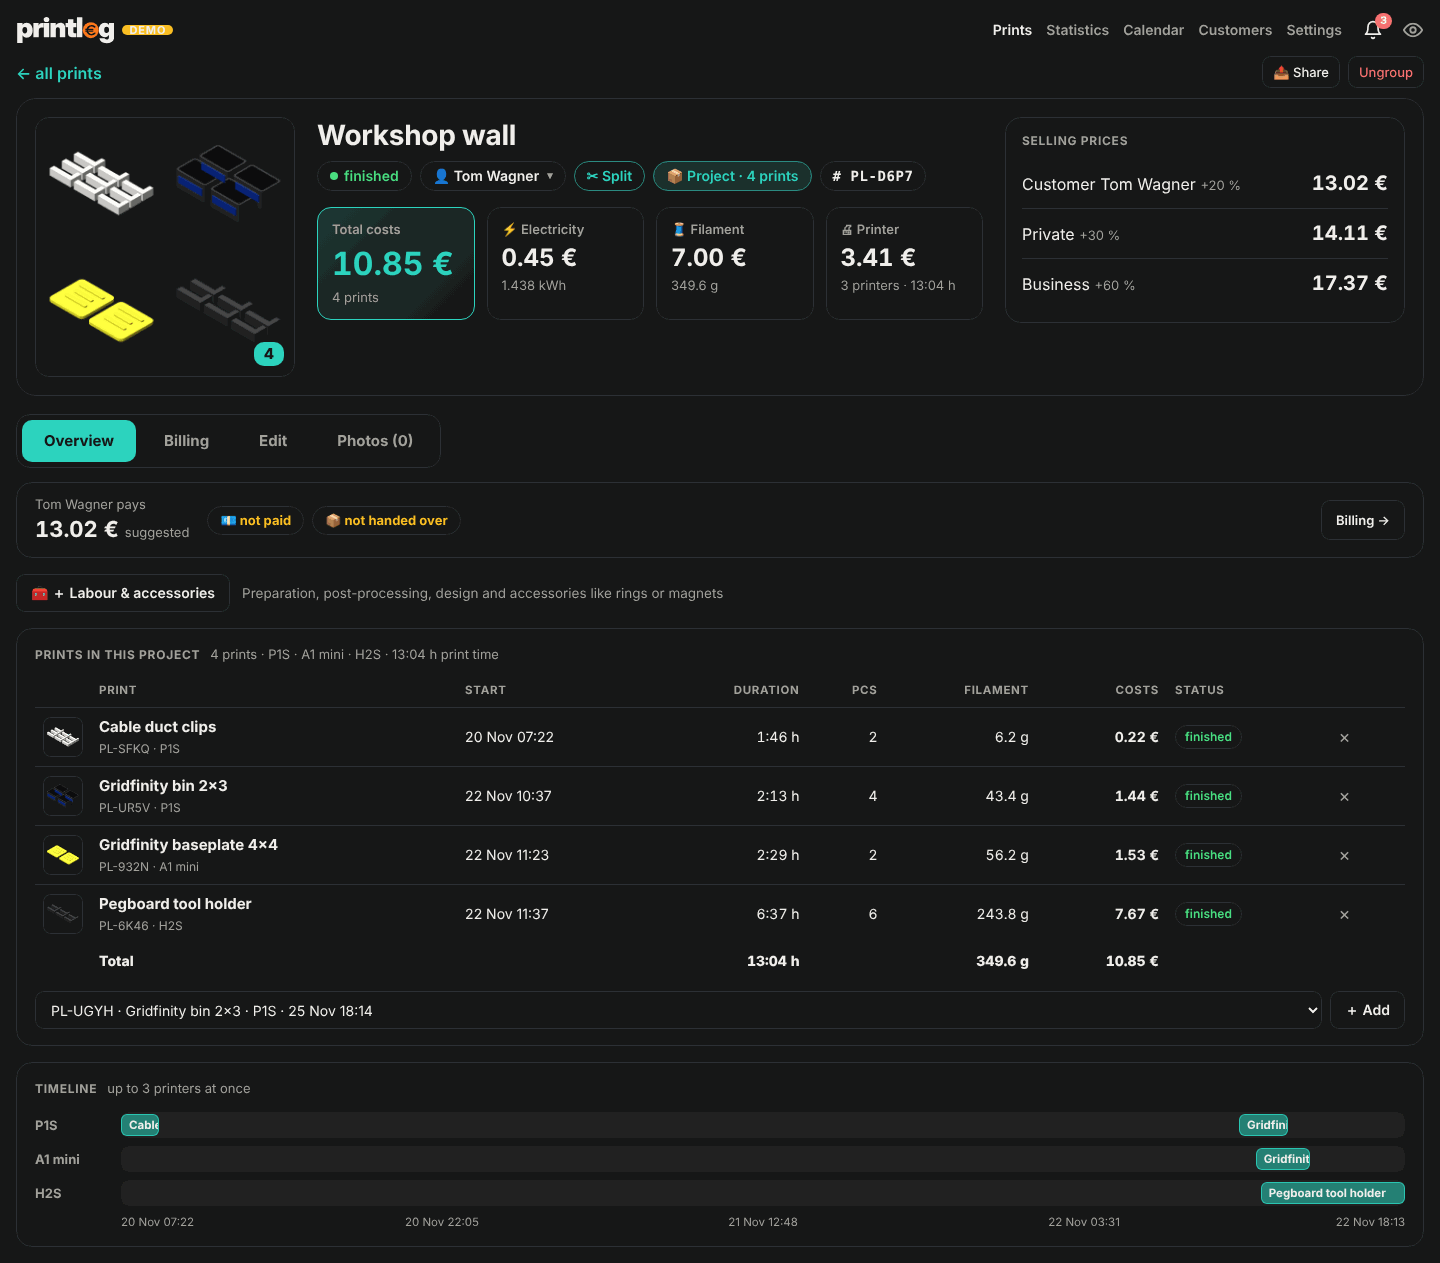 printlog DEMO
Prints Statistics Calendar Customers Settings 3
← all prints
📤 Share Ungroup
4
Workshop wall
finished 👤 Tom Wagner ▾ ✂ Split 📦 Project · 4 prints # PL-D6P7
Total costs
10.85 €
4 prints
⚡ Electricity
0.45 €
1.438 kWh
🧵 Filament
7.00 €
349.6 g
🖨 Printer
3.41 €
3 printers · 13:04 h
SELLING PRICES
Customer Tom Wagner +20 % 13.02 €
Private +30 % 14.11 €
Business +60 % 17.37 €
Overview Billing Edit Photos (0)
Tom Wagner pays
13.02 € suggested
💶 not paid 📦 not handed over
Billing →
🧰 + Labour & accessories Preparation, post-processing, design and accessories like rings or magnets
PRINTS IN THIS PROJECT 4 prints · P1S · A1 mini · H2S · 13:04 h print time
PRINT START DURATION PCS FILAMENT COSTS STATUS
Cable duct clips 20 Nov 07:22 1:46 h 2 6.2 g 0.22 € finished ×
PL-SFKQ · P1S
Gridfinity bin 2×3 22 Nov 10:37 2:13 h 4 43.4 g 1.44 € finished ×
PL-UR5V · P1S
Gridfinity baseplate 4×4 22 Nov 11:23 2:29 h 2 56.2 g 1.53 € finished ×
PL-932N · A1 mini
Pegboard tool holder 22 Nov 11:37 6:37 h 6 243.8 g 7.67 € finished ×
PL-6K46 · H2S
Total 13:04 h 349.6 g 10.85 €
PL-UGYH · Gridfinity bin 2×3 · P1S · 25 Nov 18:14 + Add
TIMELINE up to 3 printers at once
P1S Cable Gridfin
A1 mini Gridfinit
H2S Pegboard tool holder
20 Nov 07:22 20 Nov 22:05 21 Nov 12:48 22 Nov 03:31 22 Nov 18:13